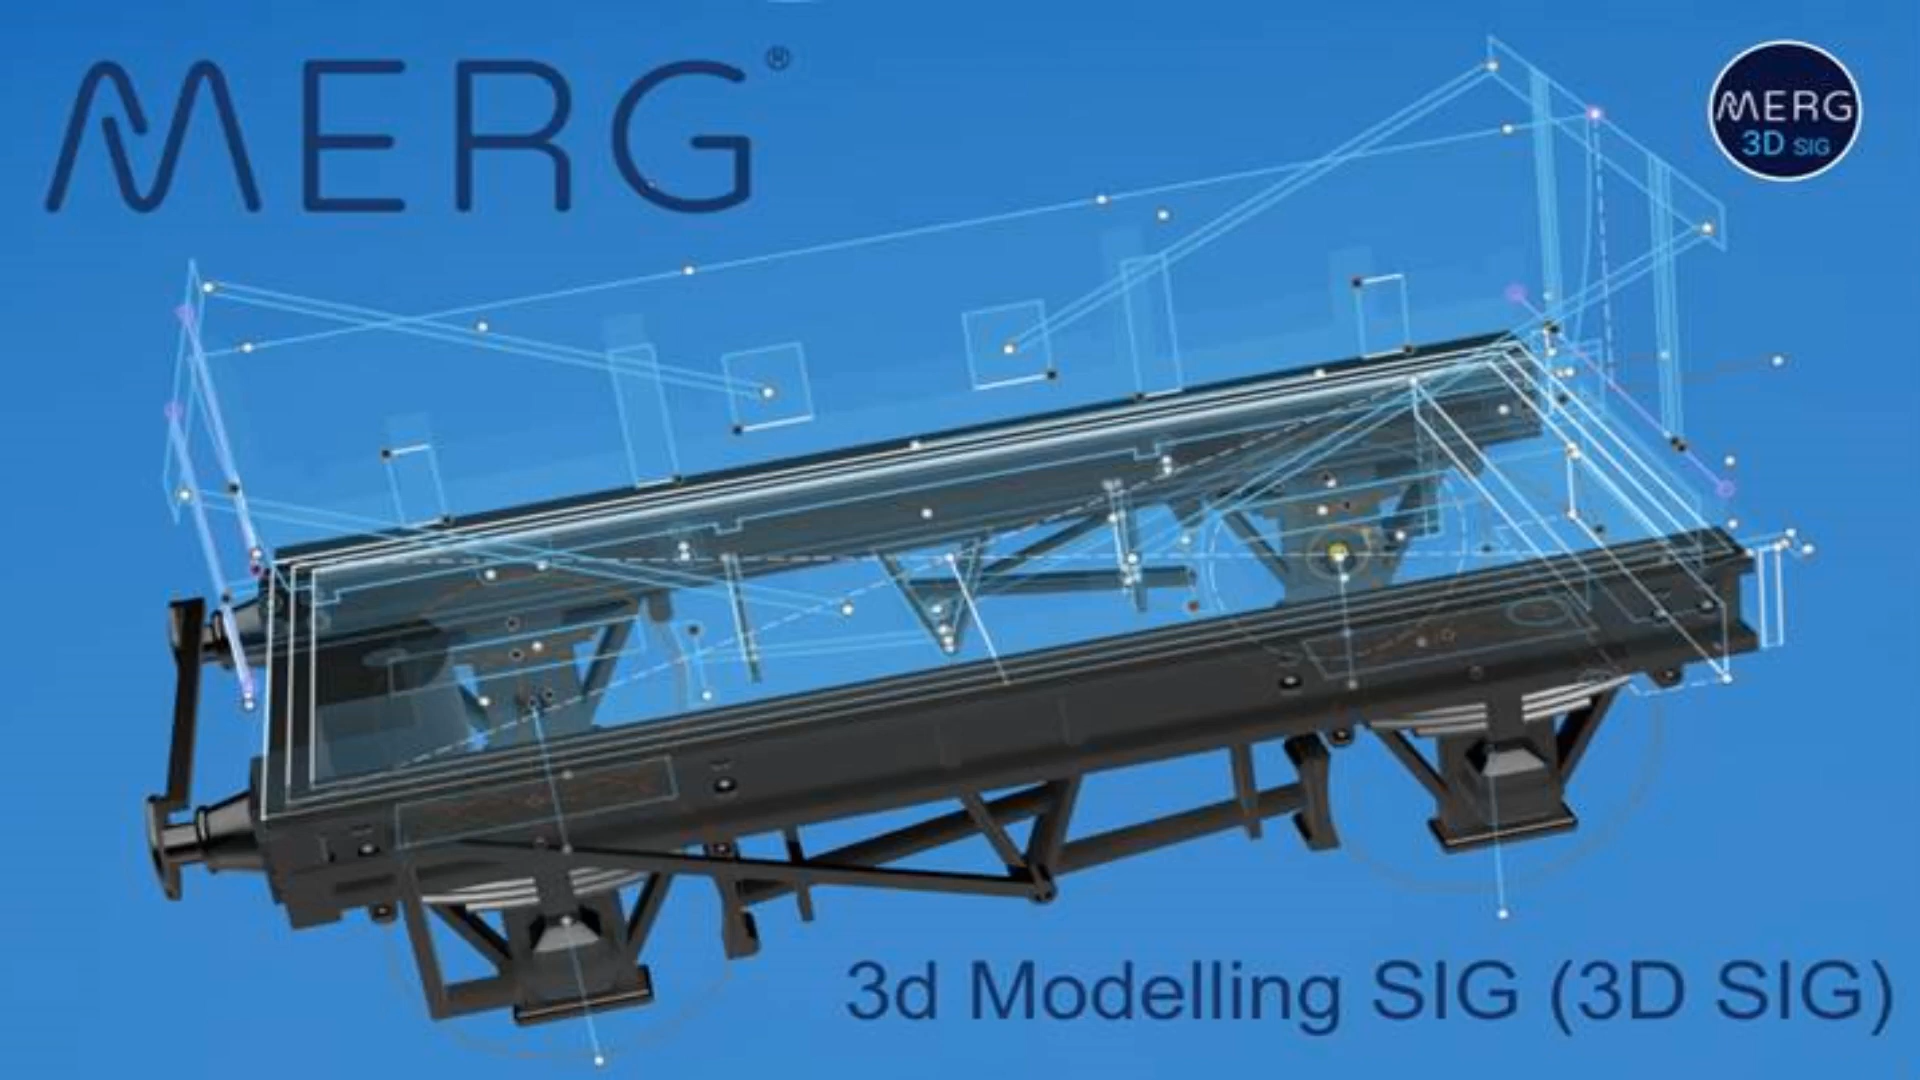 MERG®
MERG
3D SIG
3d Modelling SIG (3D SIG)